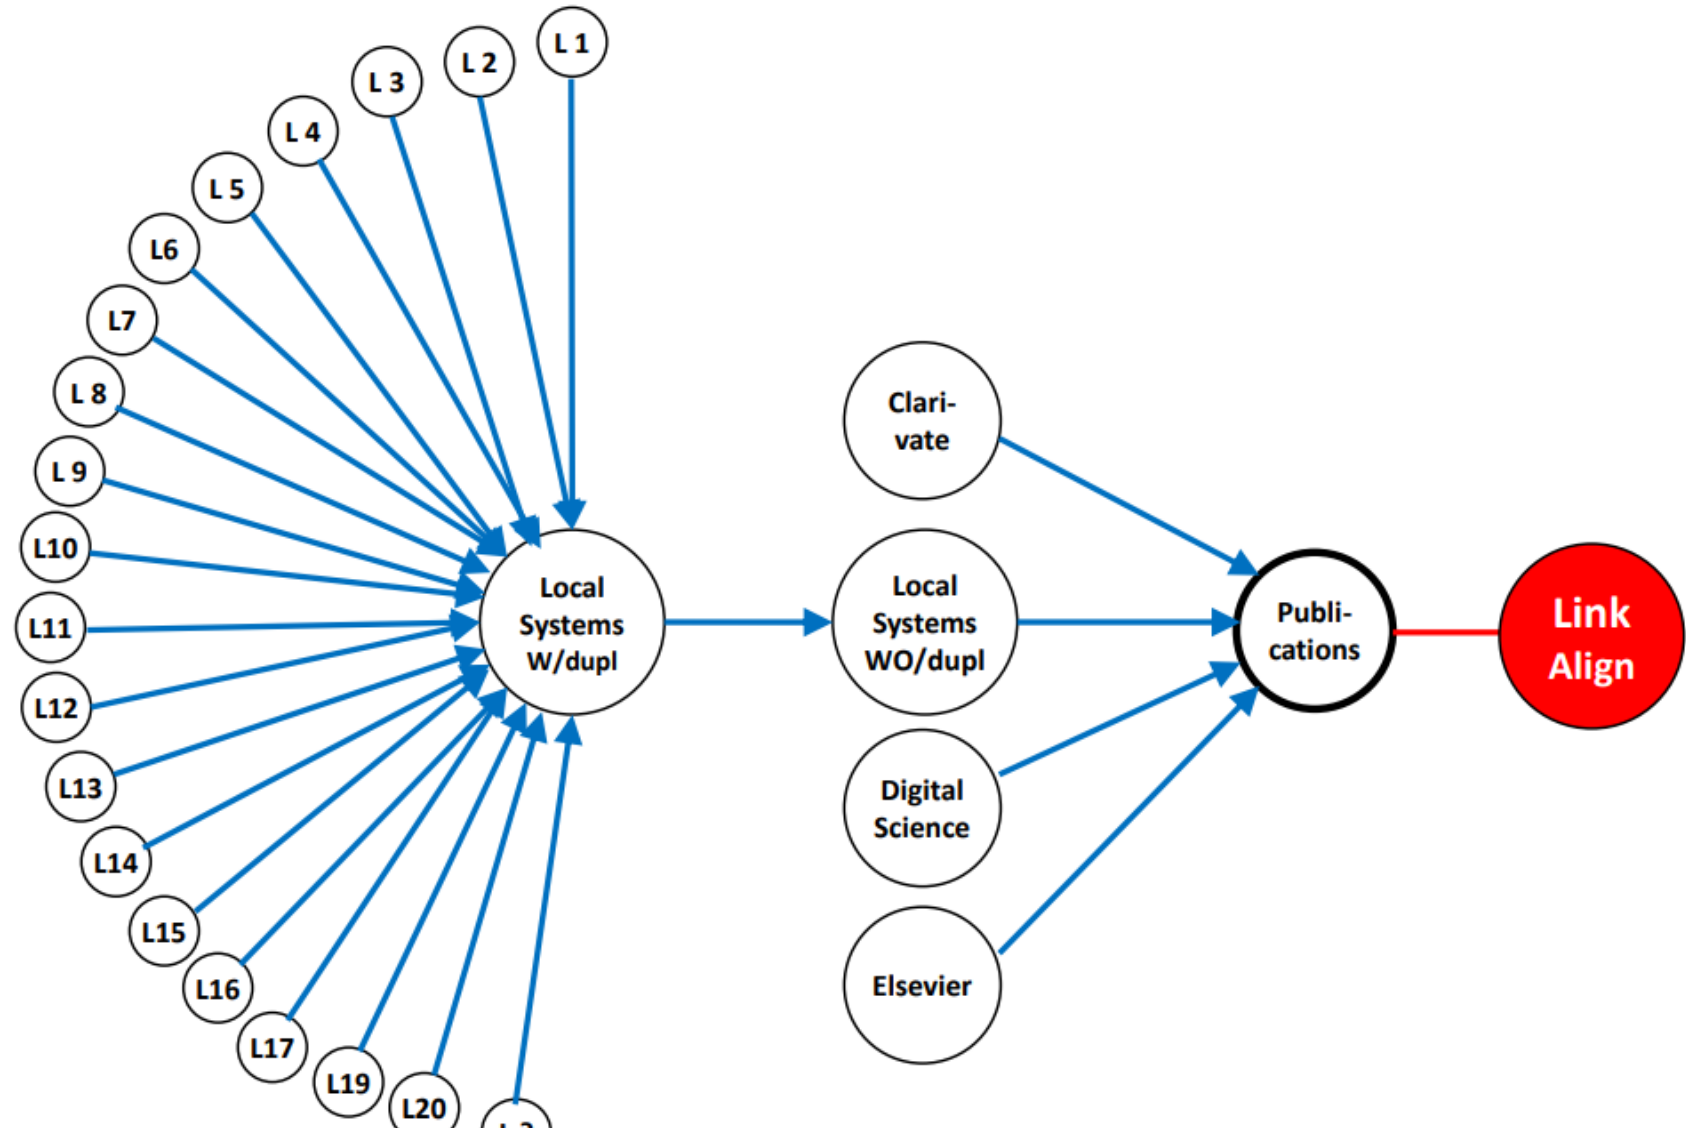 L 1
L 2
L 3
L 4
L 5
L6
L7
L 8
L 9
L10
L11
L12
L13
L14
L15
L16
L17
L19
L20
Local
Systems
W/dupl
Clari-
vate
Local
Systems
WO/dupl
Digital
Science
Elsevier
Publi-
cations
Link
Align